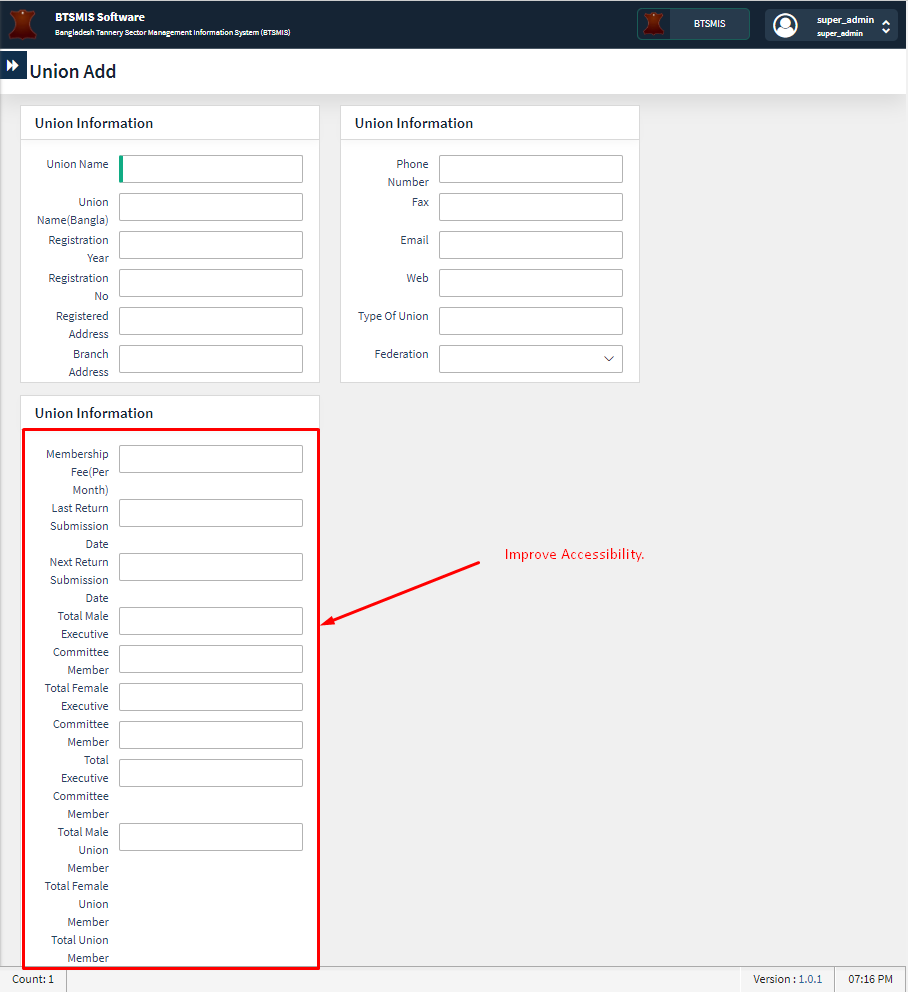 BTSMIS Software
Bangladesh Tannery Sector Management Information System (BTSMIS)
BTSMIS
super_admin
super_admin
Union Add
Union Information
Union Name
Union
Name(Bangla)
Registration
Year
Registration
No
Registered
Address
Branch
Address
Union Information
Phone
Number
Fax
Email
Web
Type Of Union
Federation
Union Information
Membership
Fee(Per
Month)
Last Return
Submission
Date
Next Return
Submission
Date
Total Male
Executive
Committee
Member
Total Female
Executive
Committee
Member
Total
Executive
Committee
Member
Total Male
Union
Member
Total Female
Union
Member
Total Union
Member
Improve Accessibility.
Count: 1
Version : 1.0.1
07:16 PM